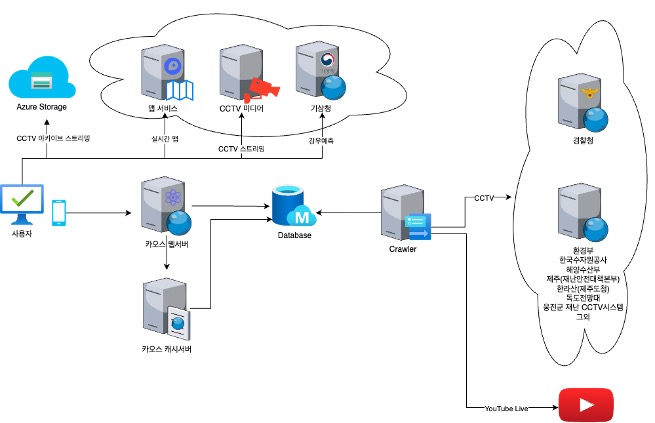 Azure Storage
맵 서비스
CCTV 미디어
기상청
경찰청
CCTV 아카이브 스트리밍
실시간 맵
CCTV 스트리밍
강우예측
사용자
카오스 웹서버
Database
Crawler
CCTV
환경부
한국수자원공사
해양수산부
제주(재난안전대책본부)
한라산(제주도청)
독도전망대
옹진군 재난 CCTV시스템
그외
카오스 캐시서버
YouTube Live